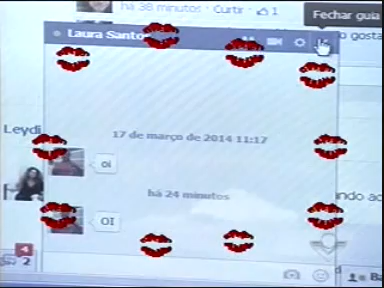 há 38 minutos · Curtir · 1
Fechar guia
Laura Santo
gosta
17 de março de 2014 11:17
Leydi
oi
há 24 minutos
ndo ao
OI
4
2
Ba